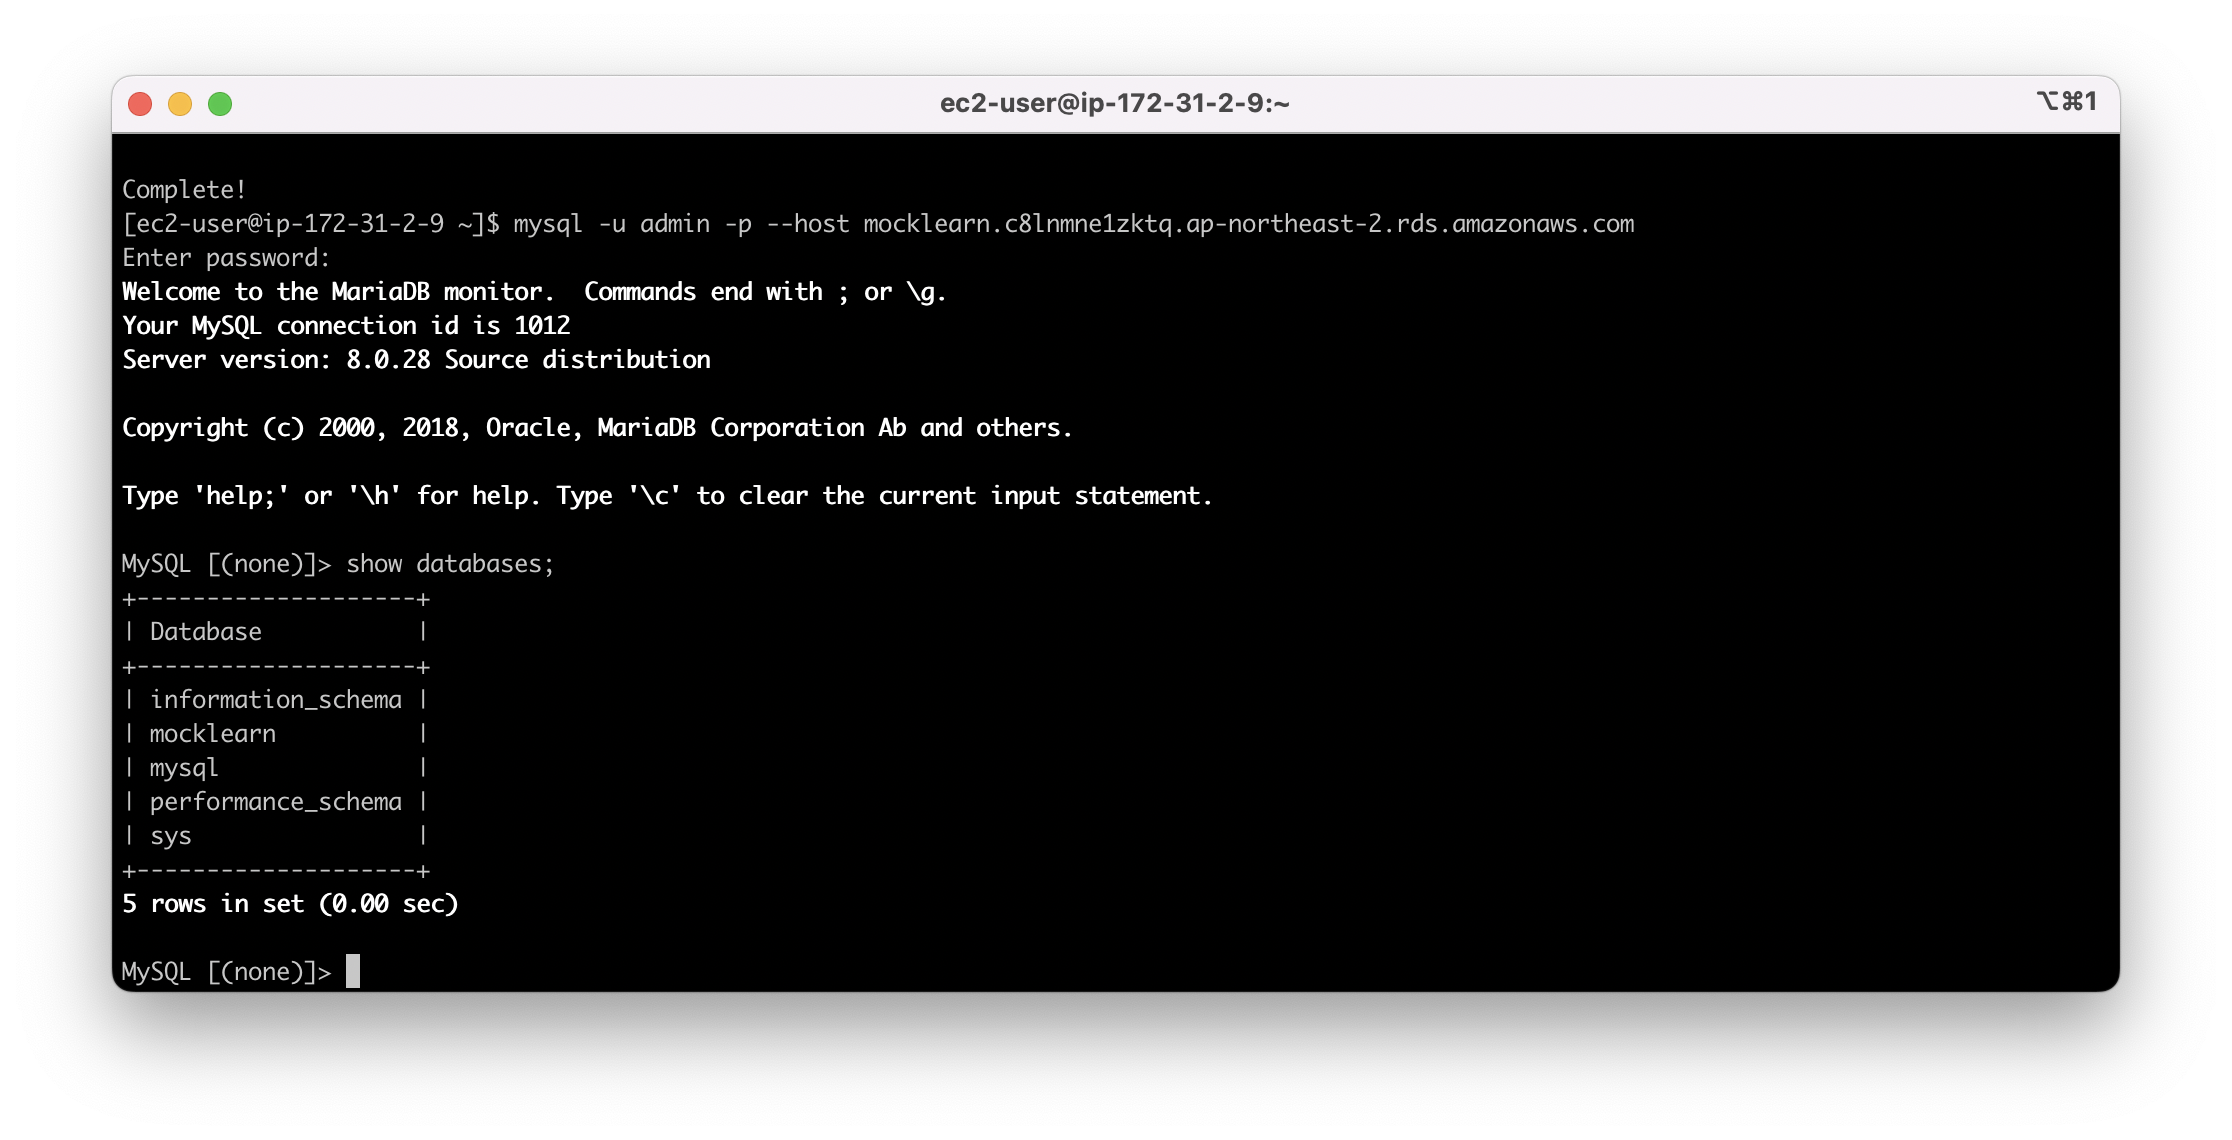 ec2-user@ip-172-31-2-9:~
⌥⌘1
Complete!
[ec2-user@ip-172-31-2-9 ~]$ mysql -u admin -p --host mocklearn.c8lnmne1zktq.ap-northeast-2.rds.amazonaws.com
Enter password:
Welcome to the MariaDB monitor.  Commands end with ; or \g.
Your MySQL connection id is 1012
Server version: 8.0.28 Source distribution
Copyright (c) 2000, 2018, Oracle, MariaDB Corporation Ab and others.
Type 'help;' or '\h' for help. Type '\c' to clear the current input statement.
MySQL [(none)]> show databases;
+--------------------+
| Database           |
+--------------------+
| information_schema |
| mocklearn          |
| mysql              |
| performance_schema |
| sys                |
+--------------------+
5 rows in set (0.00 sec)
MySQL [(none)]>